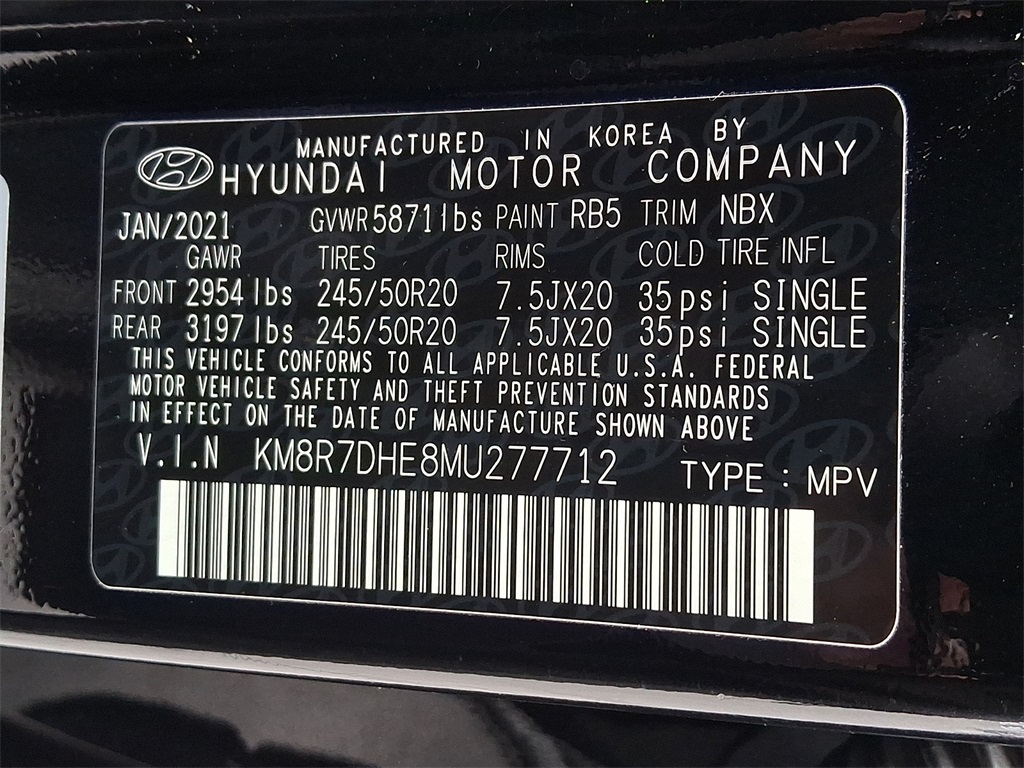 MANUFACTURED IN KOREA BY
HYUNDAI MOTOR COMPANY
JAN/2021 GVWR 5871lbs PAINT RB5 TRIM NBX
GAWR TIRES RIMS COLD TIRE INFL
FRONT 2954lbs 245/50R20 7.5JX20 35psi SINGLE
REAR 3197lbs 245/50R20 7.5JX20 35psi SINGLE
THIS VEHICLE CONFORMS TO ALL APPLICABLE U.S.A. FEDERAL
MOTOR VEHICLE SAFETY AND THEFT PREVENTION STANDARDS
IN EFFECT ON THE DATE OF MANUFACTURE SHOWN ABOVE
V.I.N KM8R7DHE8MU277712 TYPE : MPV